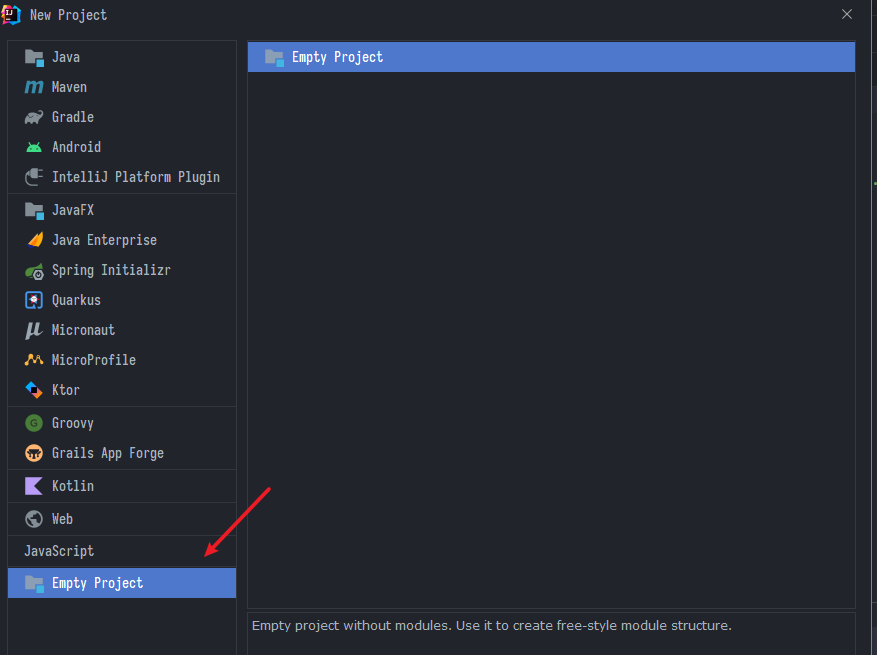 New Project
Java
Maven
Gradle
Android
IntelliJ Platform Plugin
JavaFX
Java Enterprise
Spring Initializr
Quarkus
Micronaut
MicroProfile
Ktor
Groovy
Grails App Forge
Kotlin
Web
JavaScript
Empty Project
Empty Project
Empty project without modules. Use it to create free-style module structure.